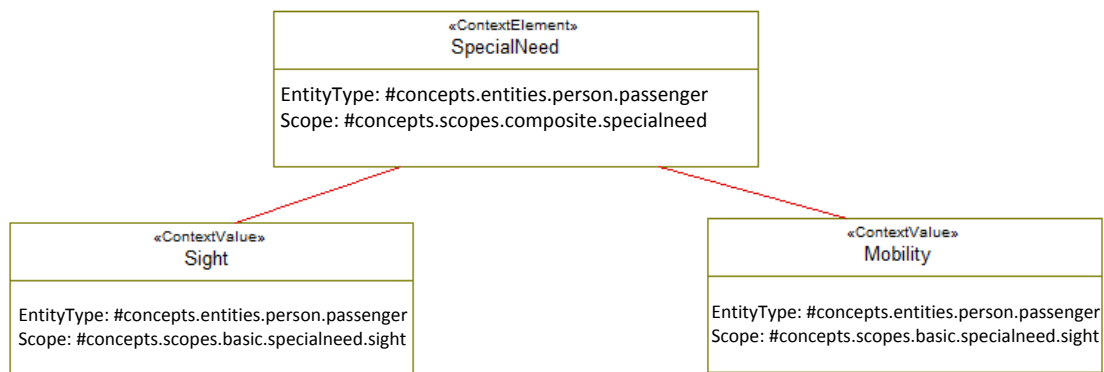 «ContextElement»
SpecialNeed
EntityType: #concepts.entities.person.passenger
Scope: #concepts.scopes.composite.specialneed
«ContextValue»
Sight
EntityType: #concepts.entities.person.passenger
Scope: #concepts.scopes.basic.specialneed.sight
«ContextValue»
Mobility
EntityType: #concepts.entities.person.passenger
Scope: #concepts.scopes.basic.specialneed.sight